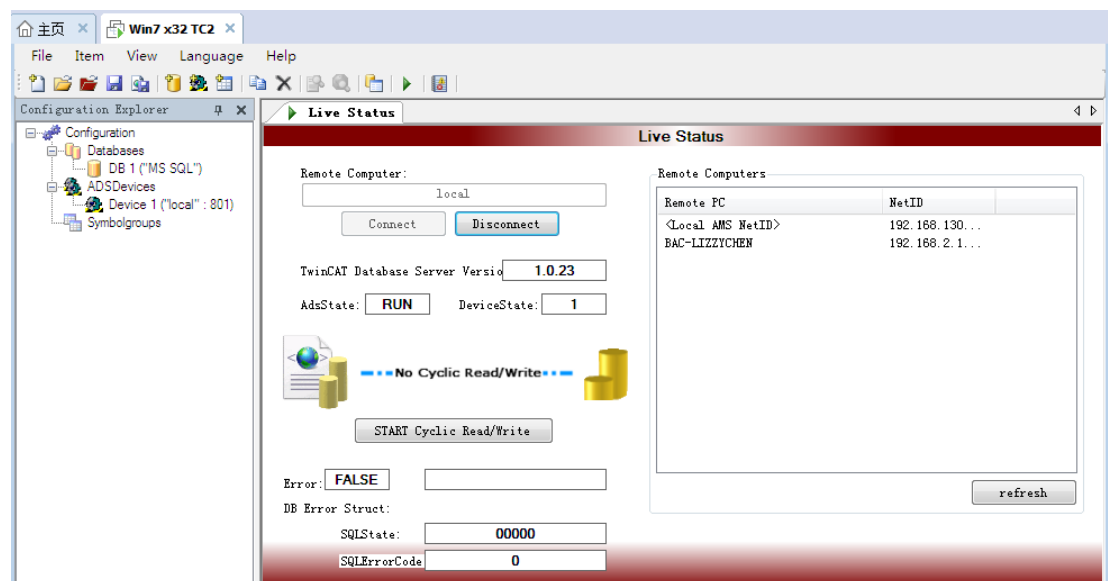 主页 × Win7 x32 TC2 ×
File Item View Language Help
Configuration Explorer
Configuration
Databases
DB 1 ("MS SQL")
ADSDevices
Device 1 ("local" : 801)
Symbolgroups
Live Status
Live Status
Remote Computer:
local
Connect Disconnect
TwinCAT Database Server Versio 1.0.23
AdsState: RUN DeviceState: 1
No Cyclic Read/Write
START Cyclic Read/Write
Error: FALSE
DB Error Struct:
SQLState: 00000
SQLErrorCode 0
Remote Computers
Remote PC NetID
<Local AMS NetID> 192.168.130...
BAC-LIZZYCHEN 192.168.2.1...
refresh